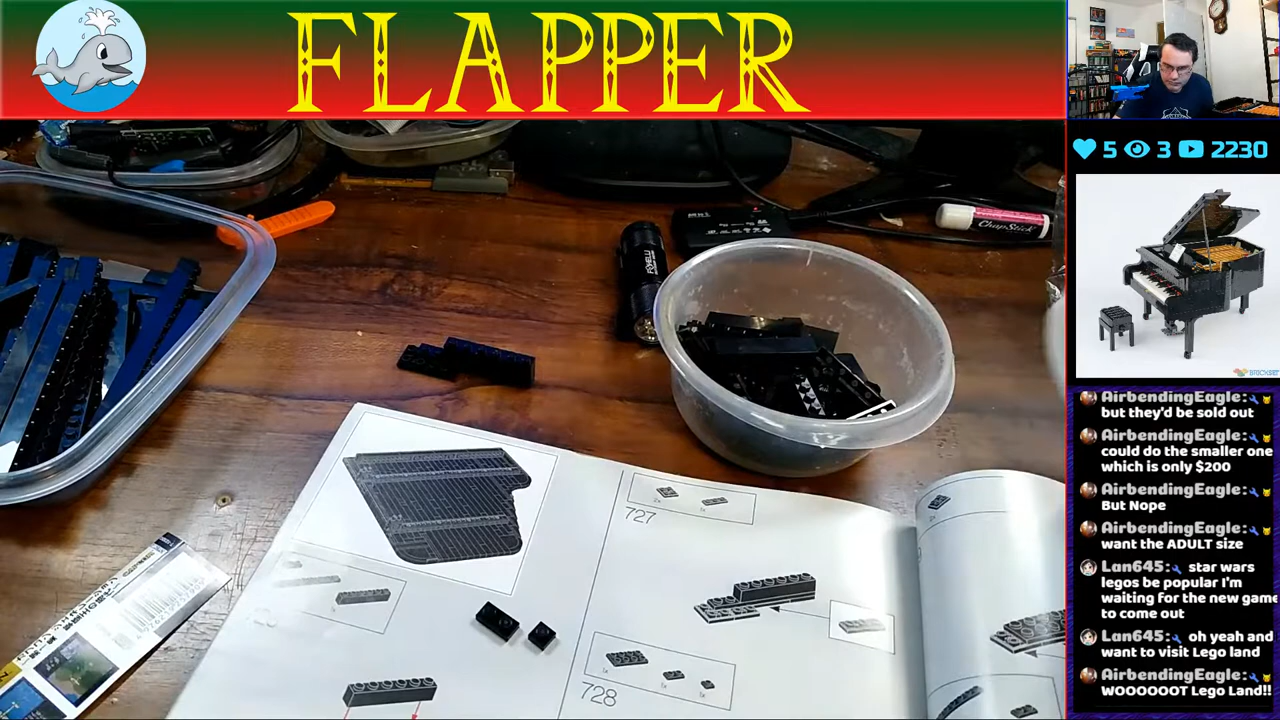 FLAPPER
5 3 2230
ChapStick
727
728
BRICKSET
AirbendingEagle:
but they'd be sold out
AirbendingEagle:
could do the smaller one
which is only $200
AirbendingEagle:
But Nope
AirbendingEagle:
want the ADULT size
Lan645: star wars
legos be popular I'm
waiting for the new game
to come out
Lan645: oh yeah and
want to visit Lego land
AirbendingEagle:
WOOOOOOT Lego Land!!